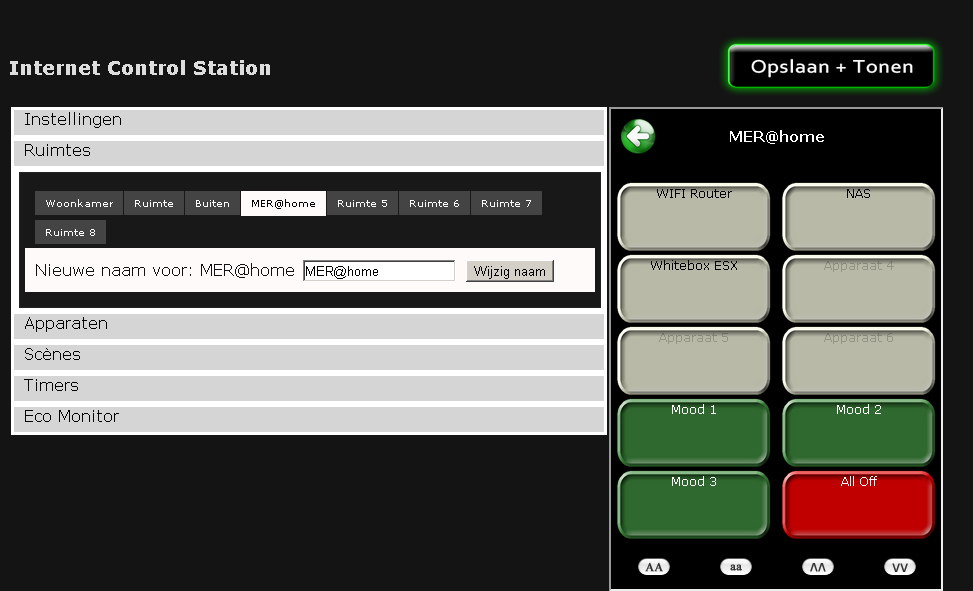 Internet Control Station
Opslaan + Tonen
Instellingen
Ruimtes
Woonkamer Ruimte Buiten MER@home Ruimte 5 Ruimte 6 Ruimte 7
Ruimte 8
Nieuwe naam voor: MER@home MER@home Wijzig naam
Apparaten
Scènes
Timers
Eco Monitor
MER@home
WIFI Router NAS
Whitebox ESX Apparaat 4
Apparaat 5 Apparaat 6
Mood 1 Mood 2
Mood 3 All Off
AA aa ΛΛ VV